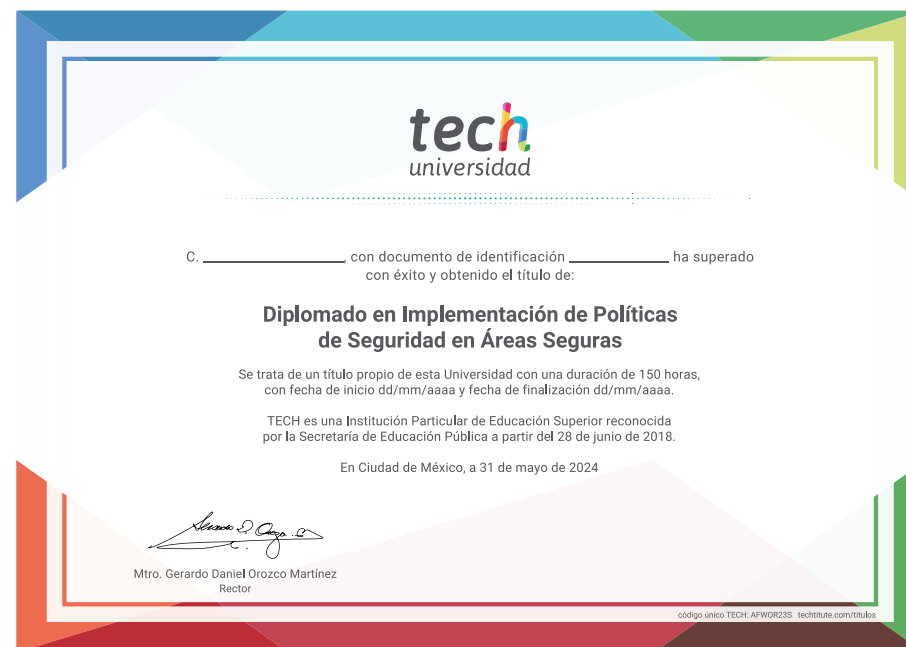 tech
universidad
C. ____________, con documento de identificación ____________ ha superado
con éxito y obtenido el título de:
Diplomado en Implementación de Políticas
de Seguridad en Áreas Seguras
Se trata de un título propio de esta Universidad con una duración de 150 horas,
con fecha de inicio dd/mm/aaaa y fecha de finalización dd/mm/aaaa.
TECH es una Institución Particular de Educación Superior reconocida
por la Secretaría de Educación Pública a partir del 28 de junio de 2018.
En Ciudad de México, a 31 de mayo de 2024
Mtro. Gerardo Daniel Orozco Martínez
Rector
código único TECH: AFWOR23S techtitute.com/titulos